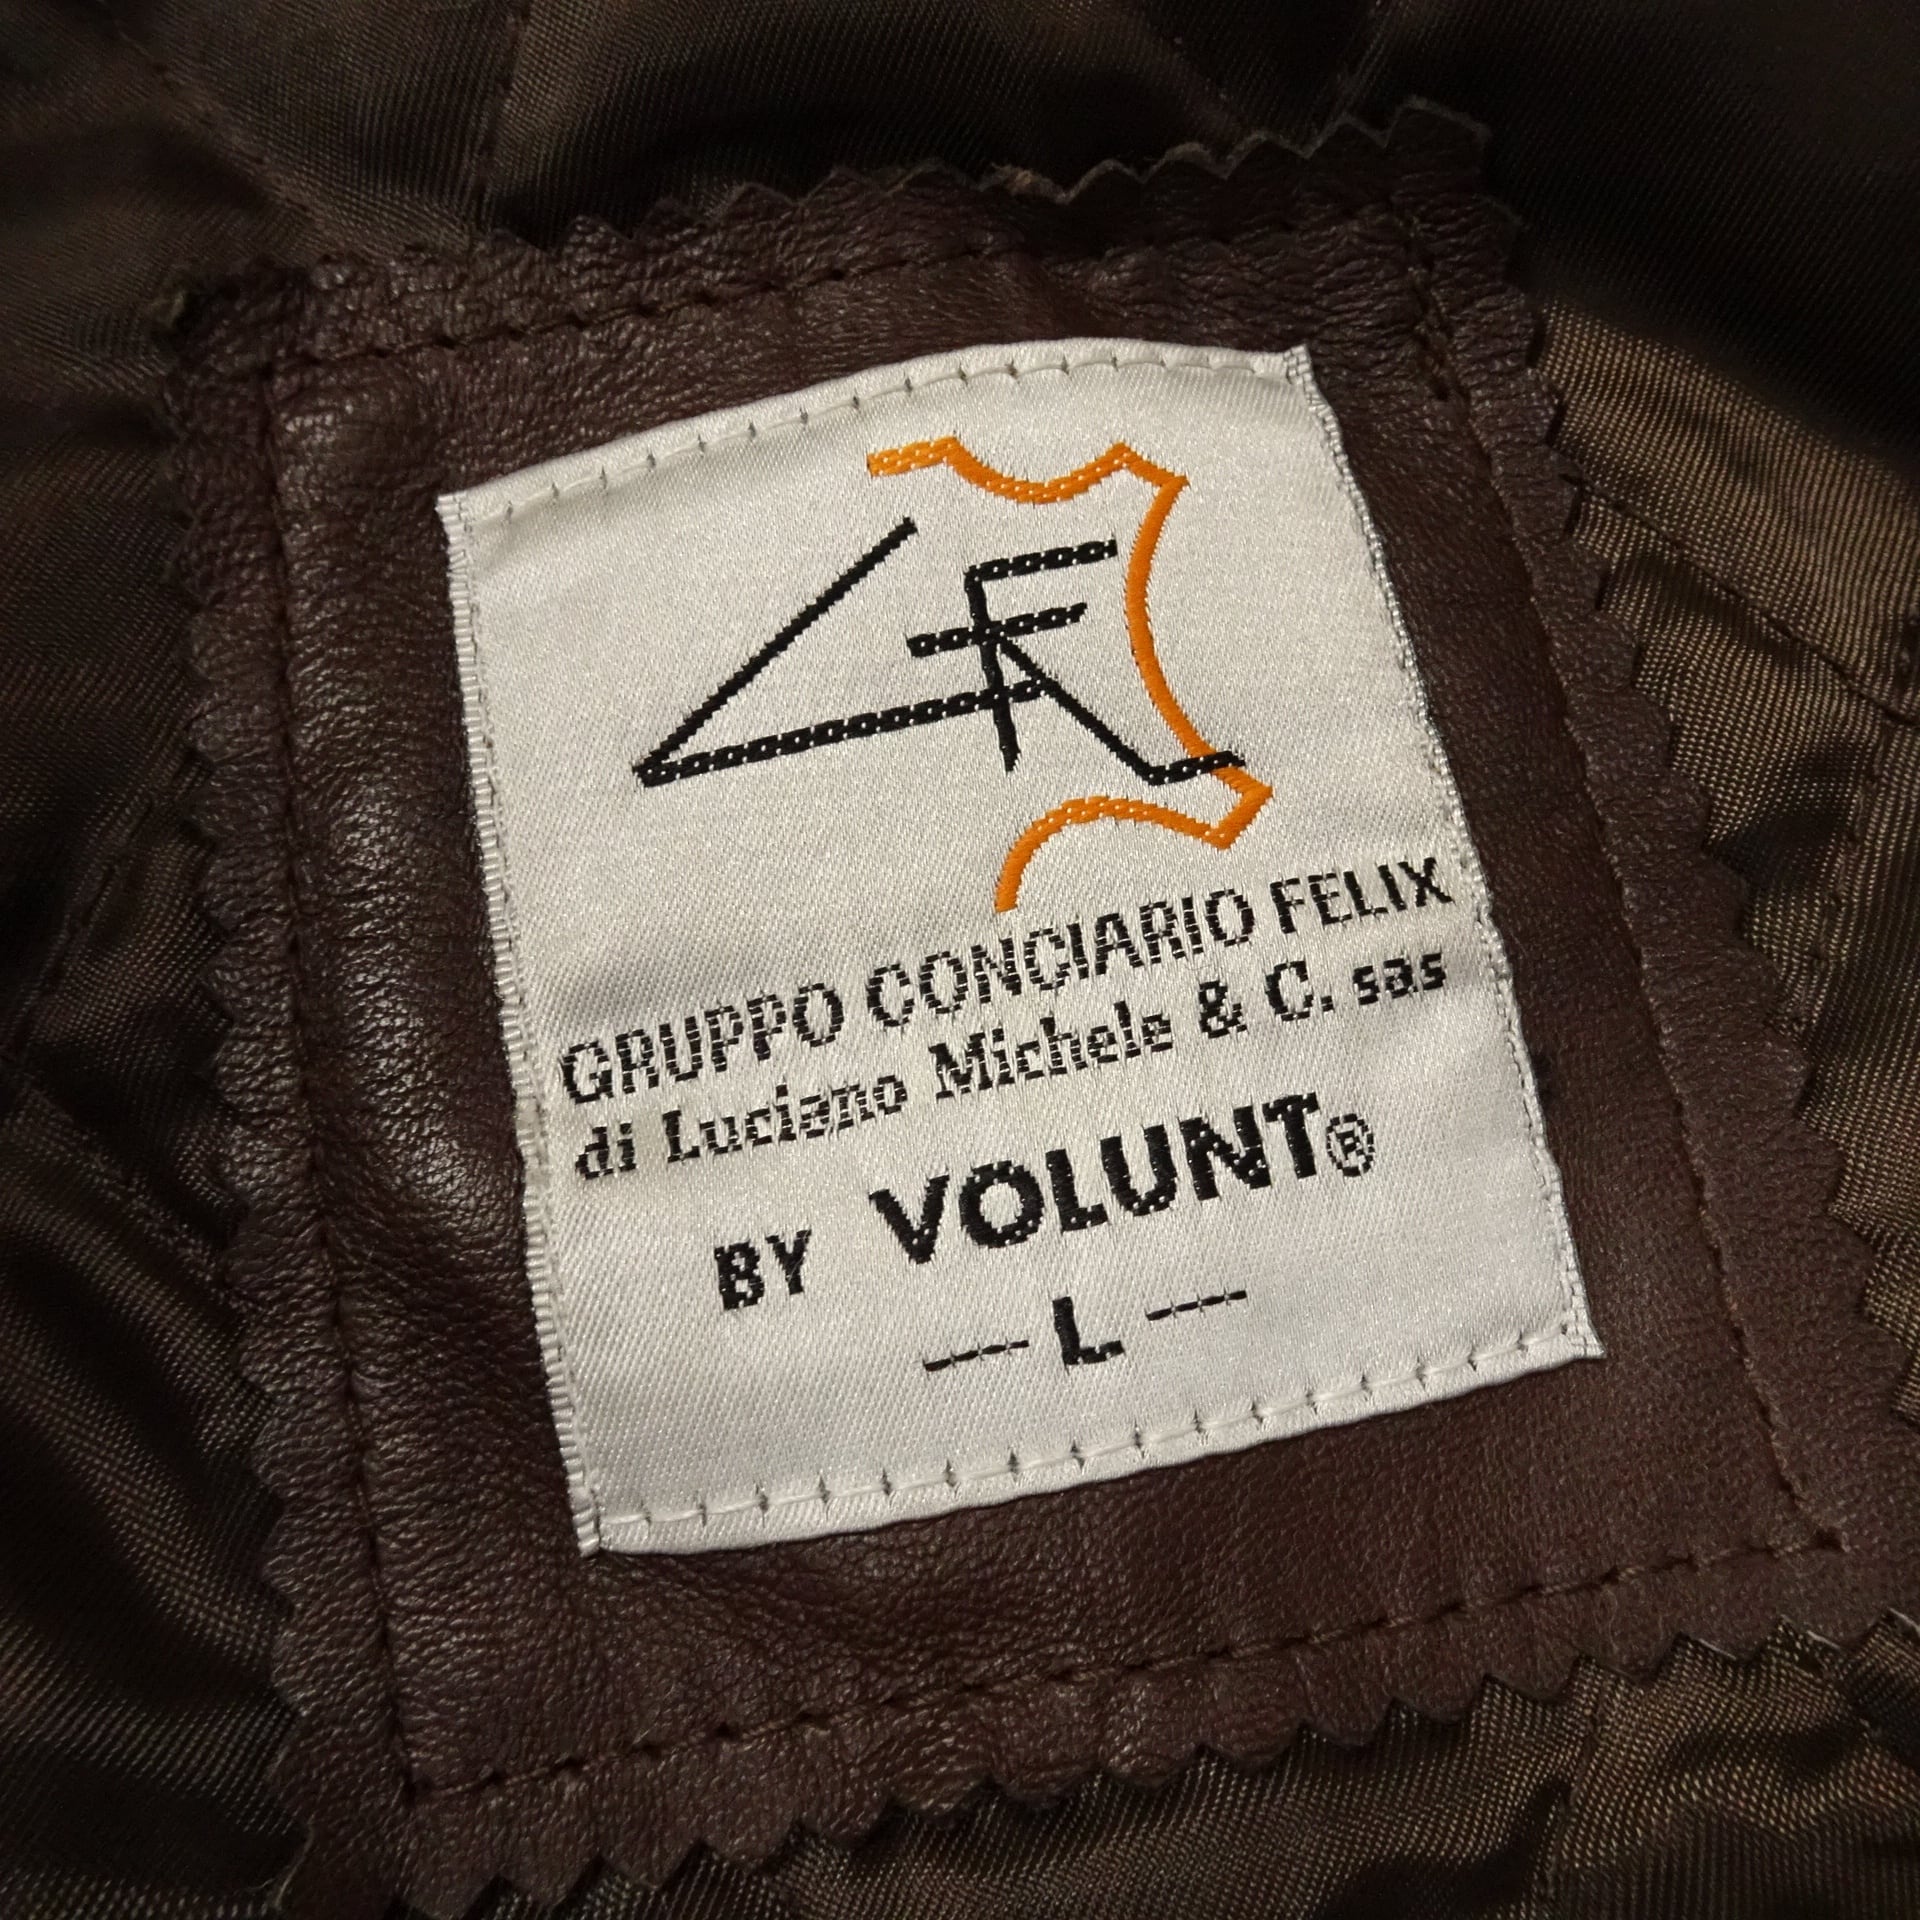 GRUPPO CONCIARIO FELIX
di Luciano Michele & C. sas
BY VOLUNT®
— L —